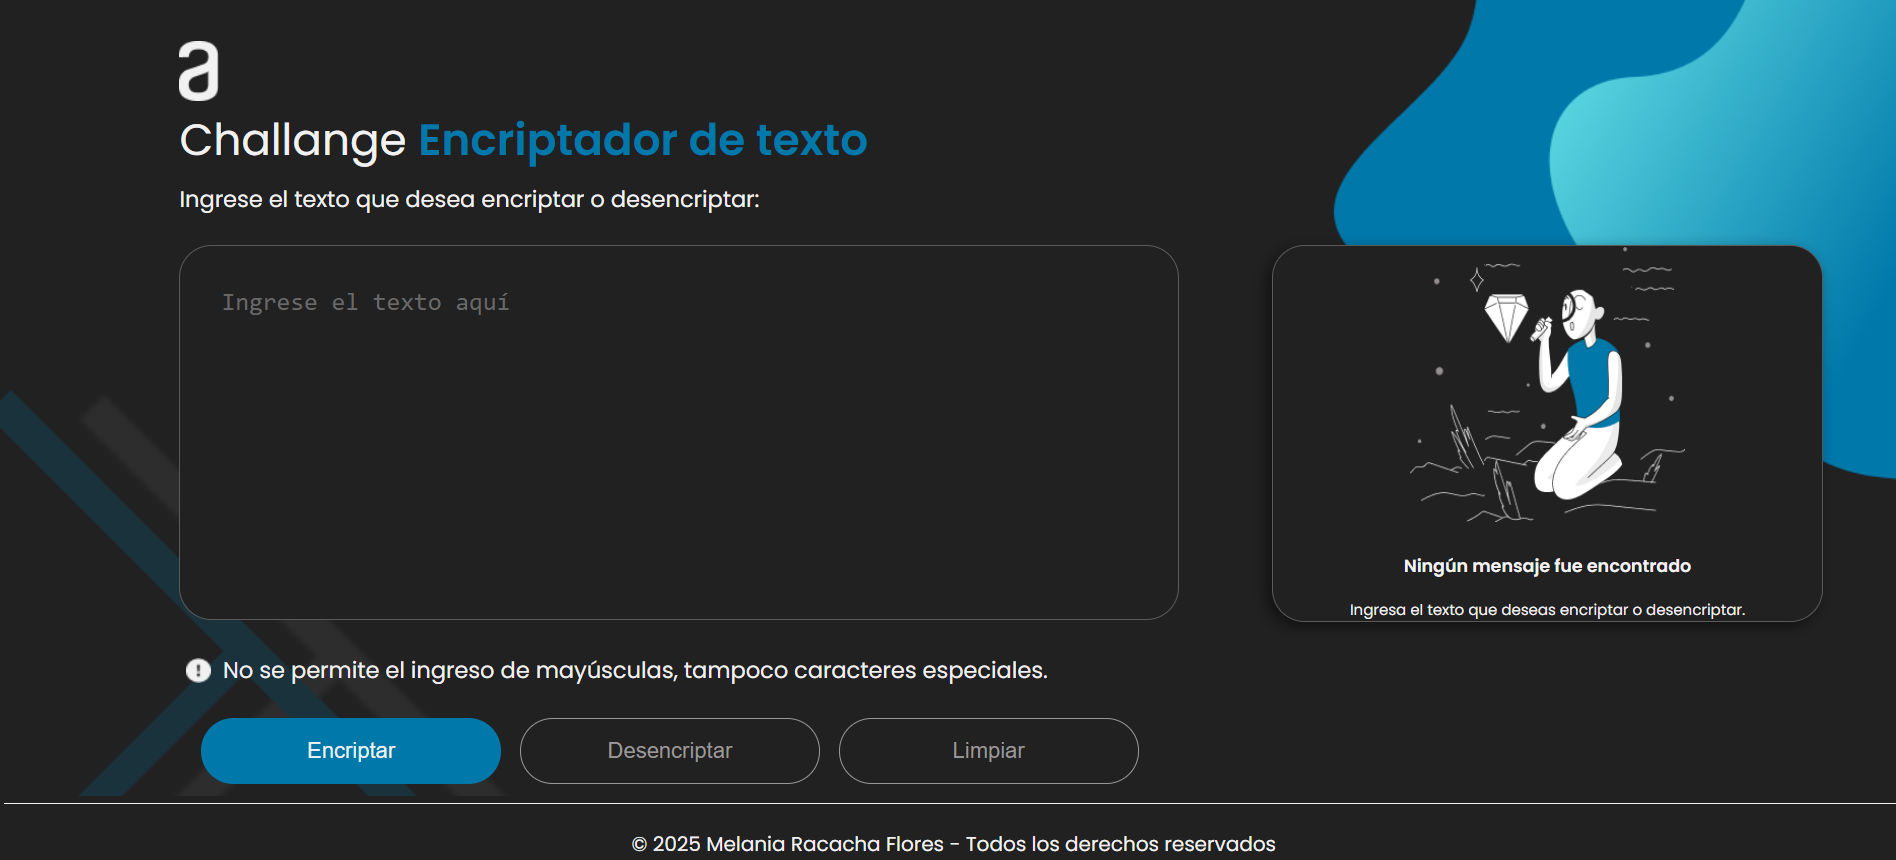 a
Challange Encriptador de texto
Ingrese el texto que desea encriptar o desencriptar:
Ingrese el texto aquí
Ningún mensaje fue encontrado
Ingresa el texto que deseas encriptar o desencriptar.
No se permite el ingreso de mayúsculas, tampoco caracteres especiales.
Encriptar Desencriptar Limpiar
© 2025 Melania Racacha Flores - Todos los derechos reservados